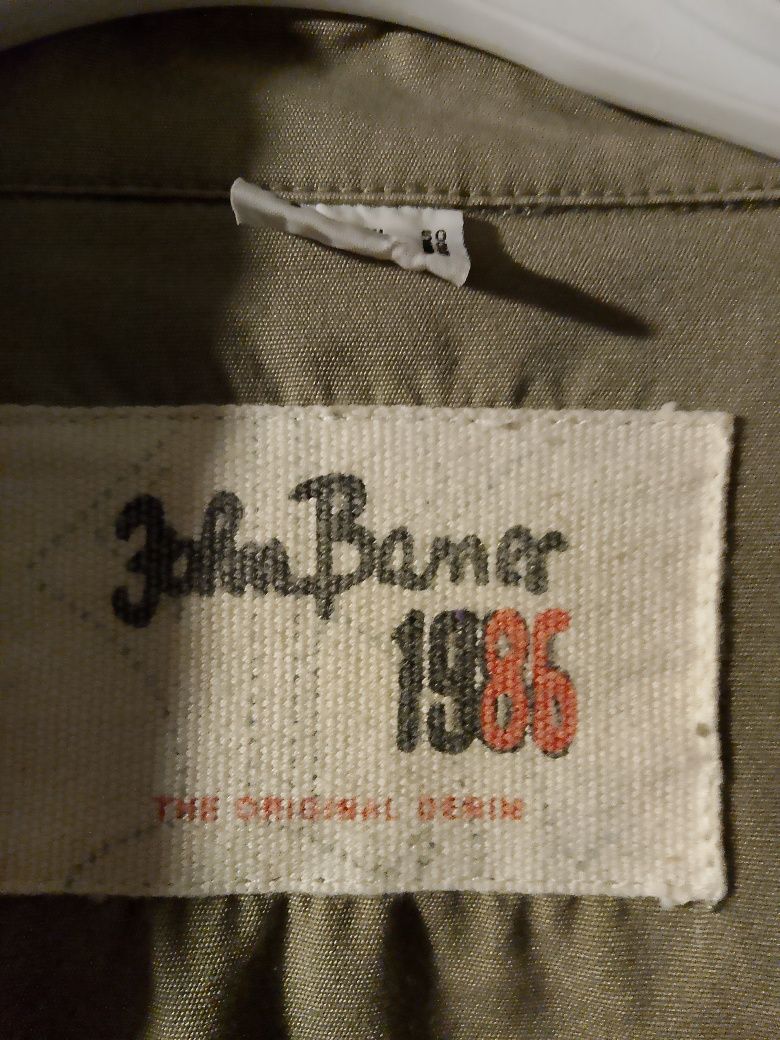 John Baner
1986
THE ORIGINAL DENIM